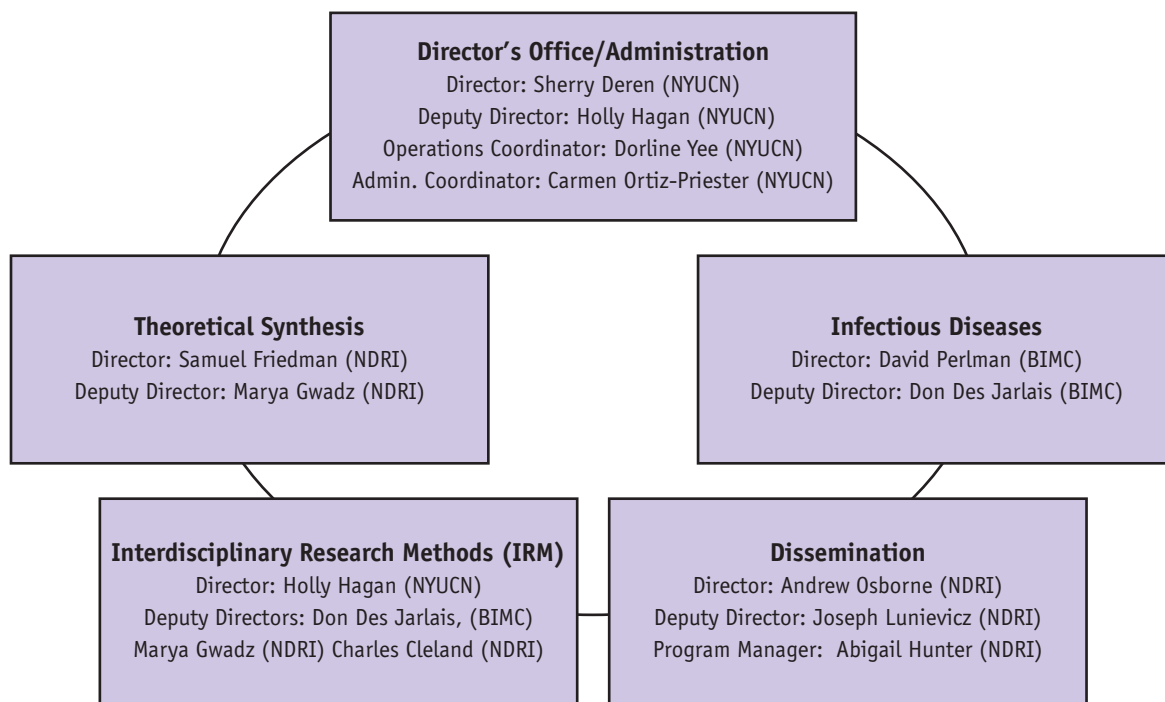 Director's Office/Administration
Director: Sherry Deren (NYUCN)
Deputy Director: Holly Hagan (NYUCN)
Operations Coordinator: Dorline Yee (NYUCN)
Admin. Coordinator: Carmen Ortiz-Priester (NYUCN)
Theoretical Synthesis
Director: Samuel Friedman (NDRI)
Deputy Director: Marya Gwadz (NDRI)
Infectious Diseases
Director: David Perlman (BIMC)
Deputy Director: Don Des Jarlais (BIMC)
Interdisciplinary Research Methods (IRM)
Director: Holly Hagan (NYUCN)
Deputy Directors: Don Des Jarlais, (BIMC)
Marya Gwadz (NDRI) Charles Cleland (NDRI)
Dissemination
Director: Andrew Osborne (NDRI)
Deputy Director: Joseph Lunievicz (NDRI)
Program Manager: Abigail Hunter (NDRI)